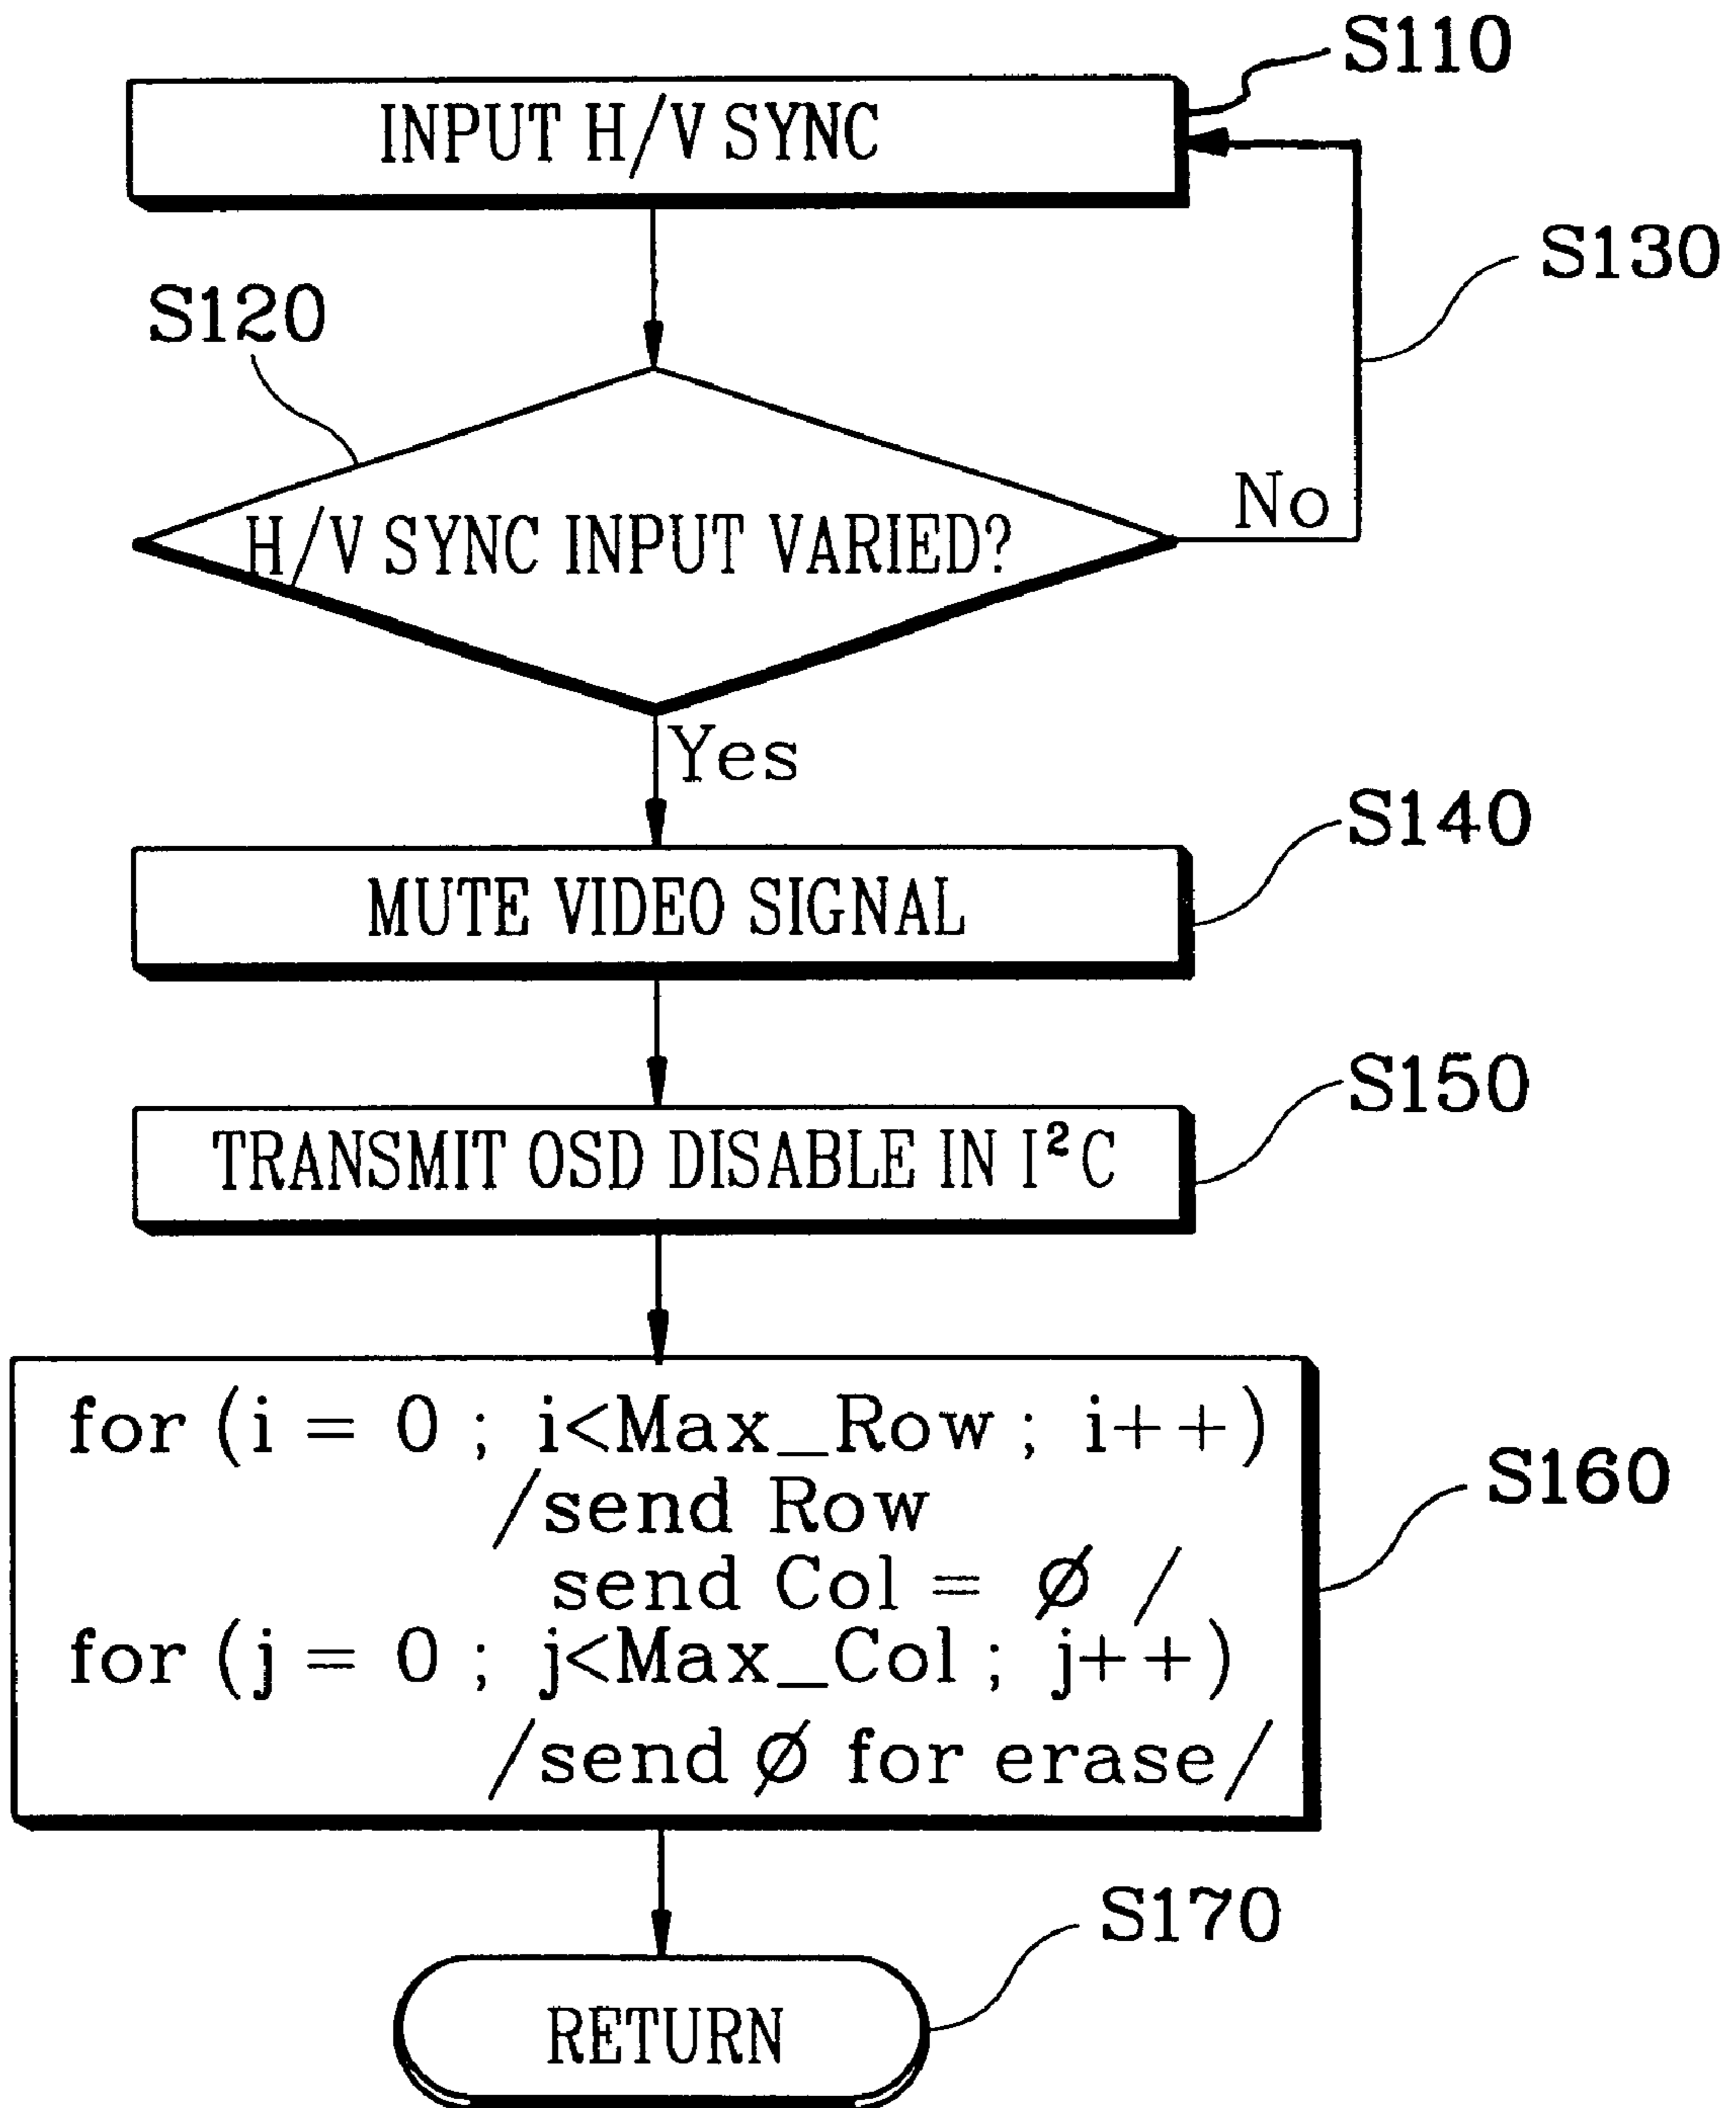 S110
INPUT H/V SYNC
S130
S120
H/V SYNC INPUT VARIED?
No
Yes
S140
MUTE VIDEO SIGNAL
S150
TRANSMIT OSD DISABLE IN I²C
for (i = 0 ; i<Max_Row ; i++)
/send Row
send Col = Ø /
for (j = 0 ; j<Max_Col ; j++)
/send Ø for erase/
S160
S170
RETURN